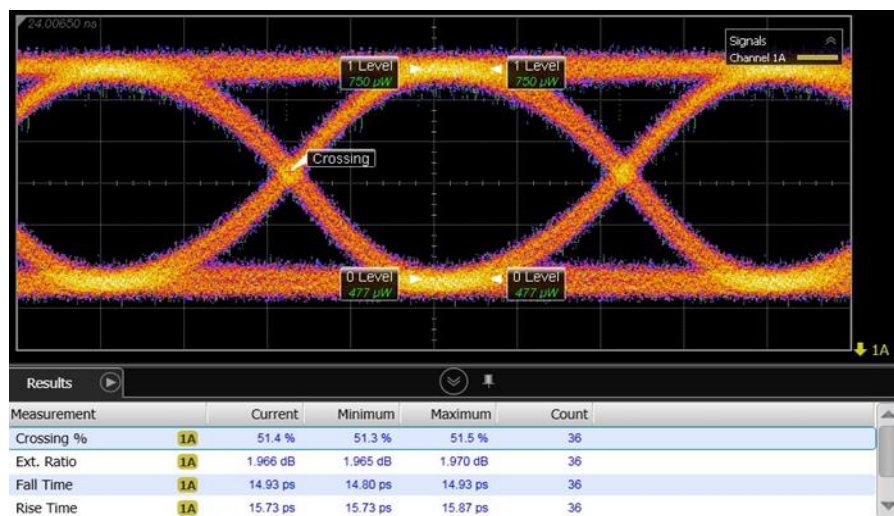 24.00650 ns
Signals
Channel 1A
1 Level
750 µW
1 Level
750 µW
Crossing
0 Level
477 µW
0 Level
477 µW
1A
Results
Measurement Current Minimum Maximum Count
Crossing % 1A 51.4 % 51.3 % 51.5 % 36
Ext. Ratio 1A 1.966 dB 1.965 dB 1.970 dB 36
Fall Time 1A 14.93 ps 14.80 ps 14.93 ps 36
Rise Time 1A 15.73 ps 15.73 ps 15.87 ps 36